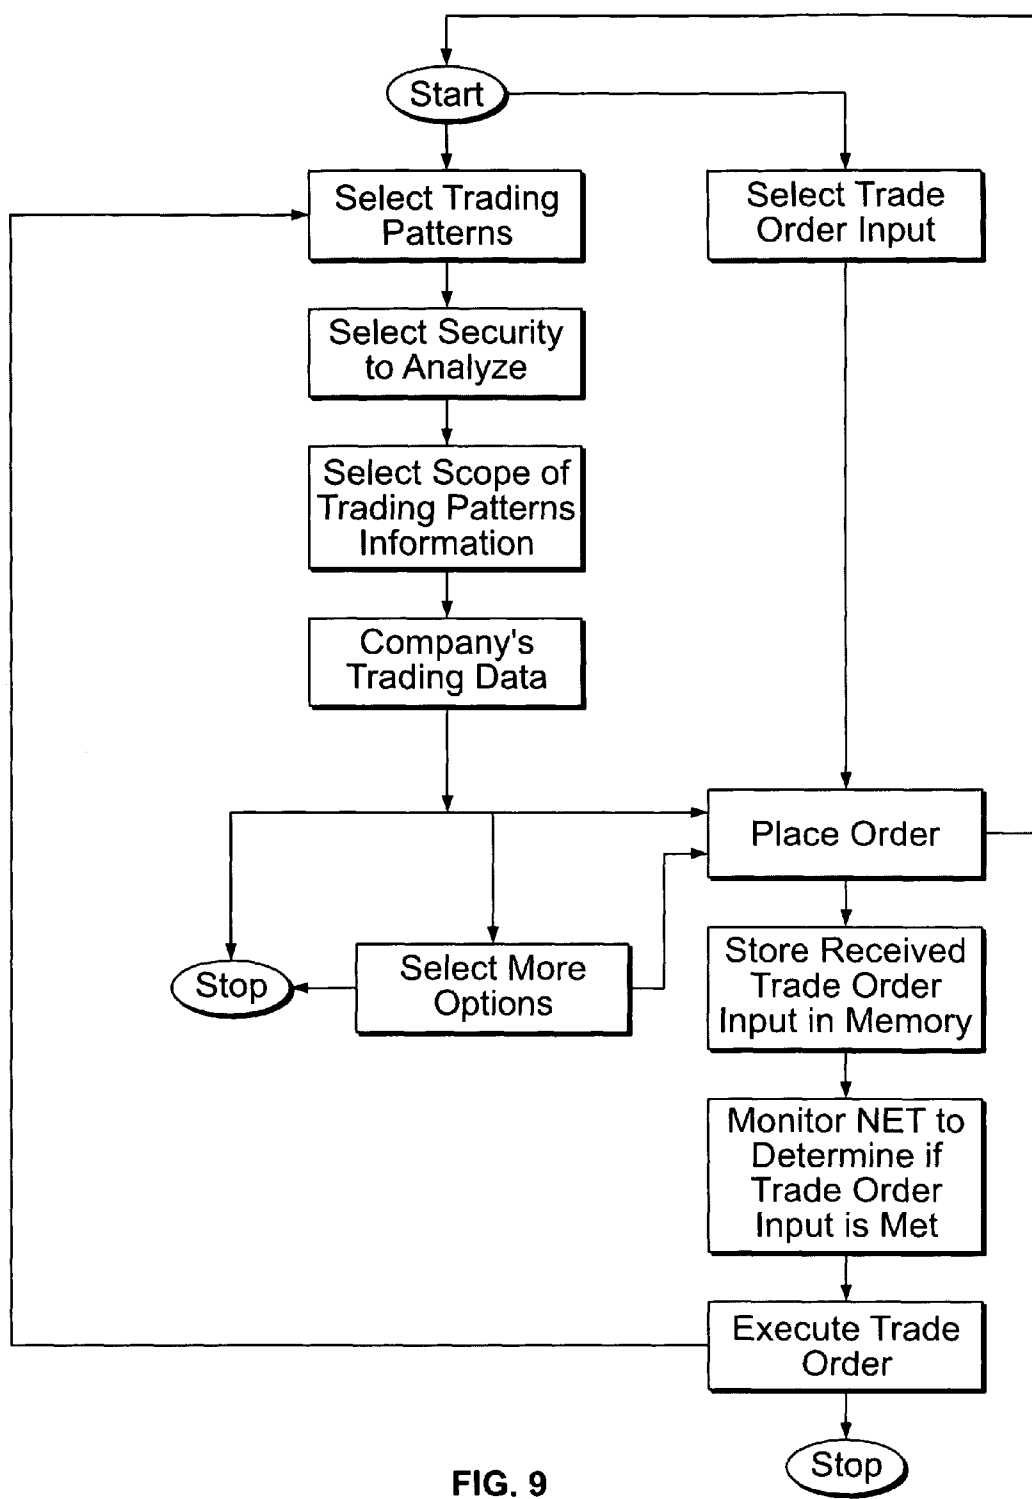 Start
Select Trading
Patterns
Select Trade
Order Input
Select Security
to Analyze
Select Scope of
Trading Patterns
Information
Company's
Trading Data
Place Order
Stop
Select More
Options
Store Received
Trade Order
Input in Memory
Monitor NET to
Determine if
Trade Order
Input is Met
Execute Trade
Order
Stop
FIG. 9